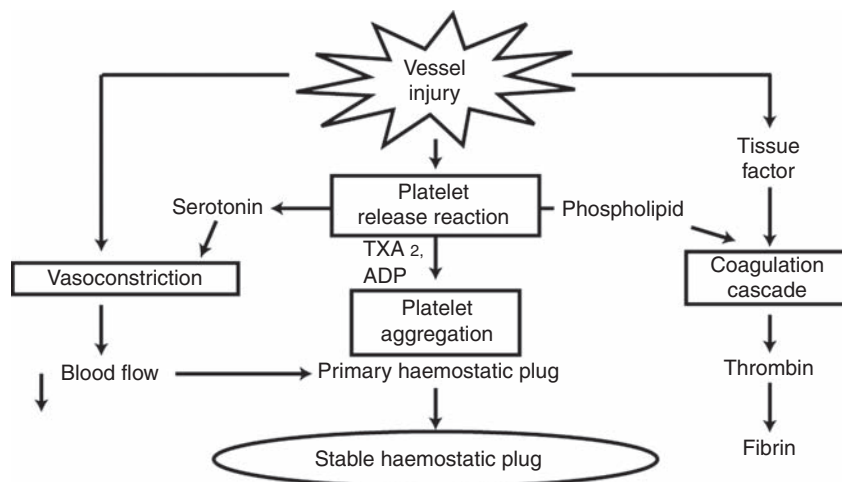 Vessel
injury
Tissue
factor
Platelet
release reaction
Serotonin
Phospholipid
TXA 2,
ADP
Vasoconstriction
Coagulation
cascade
Platelet
aggregation
Blood flow
Primary haemostatic plug
Thrombin
Stable haemostatic plug
Fibrin